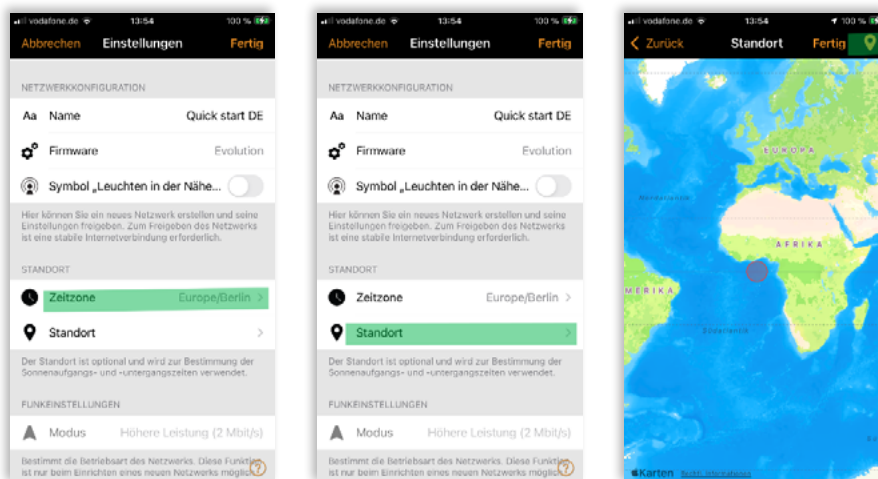 vodafone.de 13:54 100 %
Abbrechen Einstellungen Fertig
NETZWERKKONFIGURATION
Aa Name Quick start DE
Firmware Evolution
Symbol „Leuchten in der Nähe...
Hier können Sie ein neues Netzwerk erstellen und seine
Einstellungen freigeben. Zum Freigeben des Netzwerks
ist eine stabile Internetverbindung erforderlich.
STANDORT
Zeitzone Europe/Berlin >
Standort >
Der Standort ist optional und wird zur Bestimmung der
Sonnenaufgangs- und -untergangszeiten verwendet.
FUNKEINSTELLUNGEN
Modus Höhere Leistung (2 Mbit/s)
Bestimmt die Betriebsart des Netzwerks. Diese Funktion
ist nur beim Einrichten eines neuen Netzwerks möglich
?
vodafone.de 13:54 100 %
Abbrechen Einstellungen Fertig
NETZWERKKONFIGURATION
Aa Name Quick start DE
Firmware Evolution
Symbol „Leuchten in der Nähe...
Hier können Sie ein neues Netzwerk erstellen und seine
Einstellungen freigeben. Zum Freigeben des Netzwerks
ist eine stabile Internetverbindung erforderlich.
STANDORT
Zeitzone Europe/Berlin >
Standort >
Der Standort ist optional und wird zur Bestimmung der
Sonnenaufgangs- und -untergangszeiten verwendet.
FUNKEINSTELLUNGEN
Modus Höhere Leistung (2 Mbit/s)
Bestimmt die Betriebsart des Netzwerks. Diese Funktion
ist nur beim Einrichten eines neuen Netzwerks möglich
?
vodafone.de 13:54 100 %
< Zurück Standort Fertig
EUROPA
Nordatlantik
AFRIKA
MERIKA
Südatlantik
Karten Rechtl. Informationen